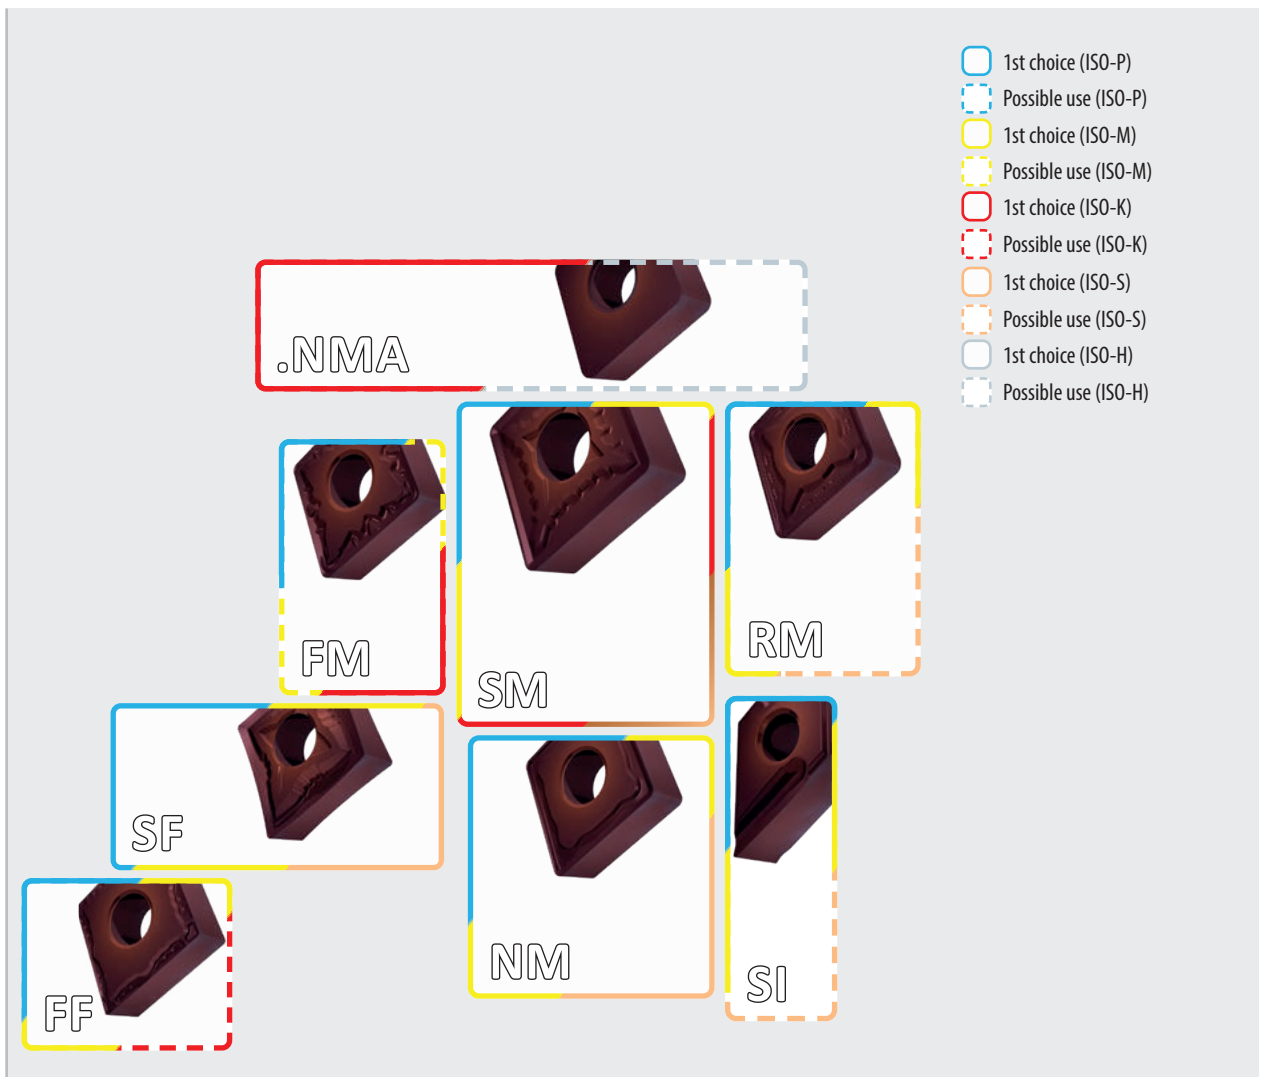 1st choice (ISO-P)
Possible use (ISO-P)
1st choice (ISO-M)
Possible use (ISO-M)
1st choice (ISO-K)
Possible use (ISO-K)
1st choice (ISO-S)
Possible use (ISO-S)
1st choice (ISO-H)
Possible use (ISO-H)
.NMA
FM
SM
RM
SF
NM
SI
FF